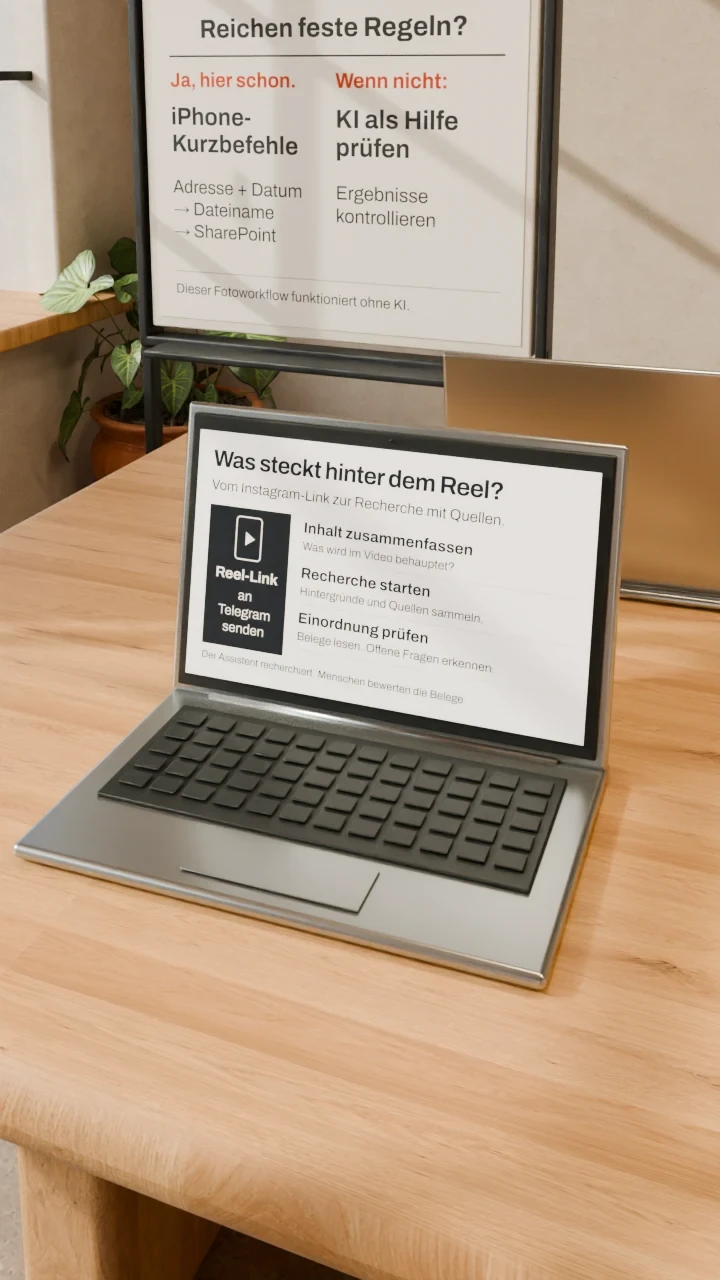 Reichen feste Regeln?
Ja, hier schon.
iPhone-
Kurzbefehle
Adresse + Datum
→ Dateiname
→ SharePoint
Wenn nicht:
KI als Hilfe
prüfen
Ergebnisse
kontrollieren
Dieser Fotoworkflow funktioniert ohne KI.
Was steckt hinter dem Reel?
Vom Instagram-Link zur Recherche mit Quellen.
Reel-Link
an
Telegram
senden
Inhalt zusammenfassen
Was wird im Video behauptet?
Recherche starten
Hintergründe und Quellen sammeln.
Einordnung prüfen
Belege lesen. Offene Fragen erkennen.
Der Assistent recherchiert. Menschen bewerten die Belege.